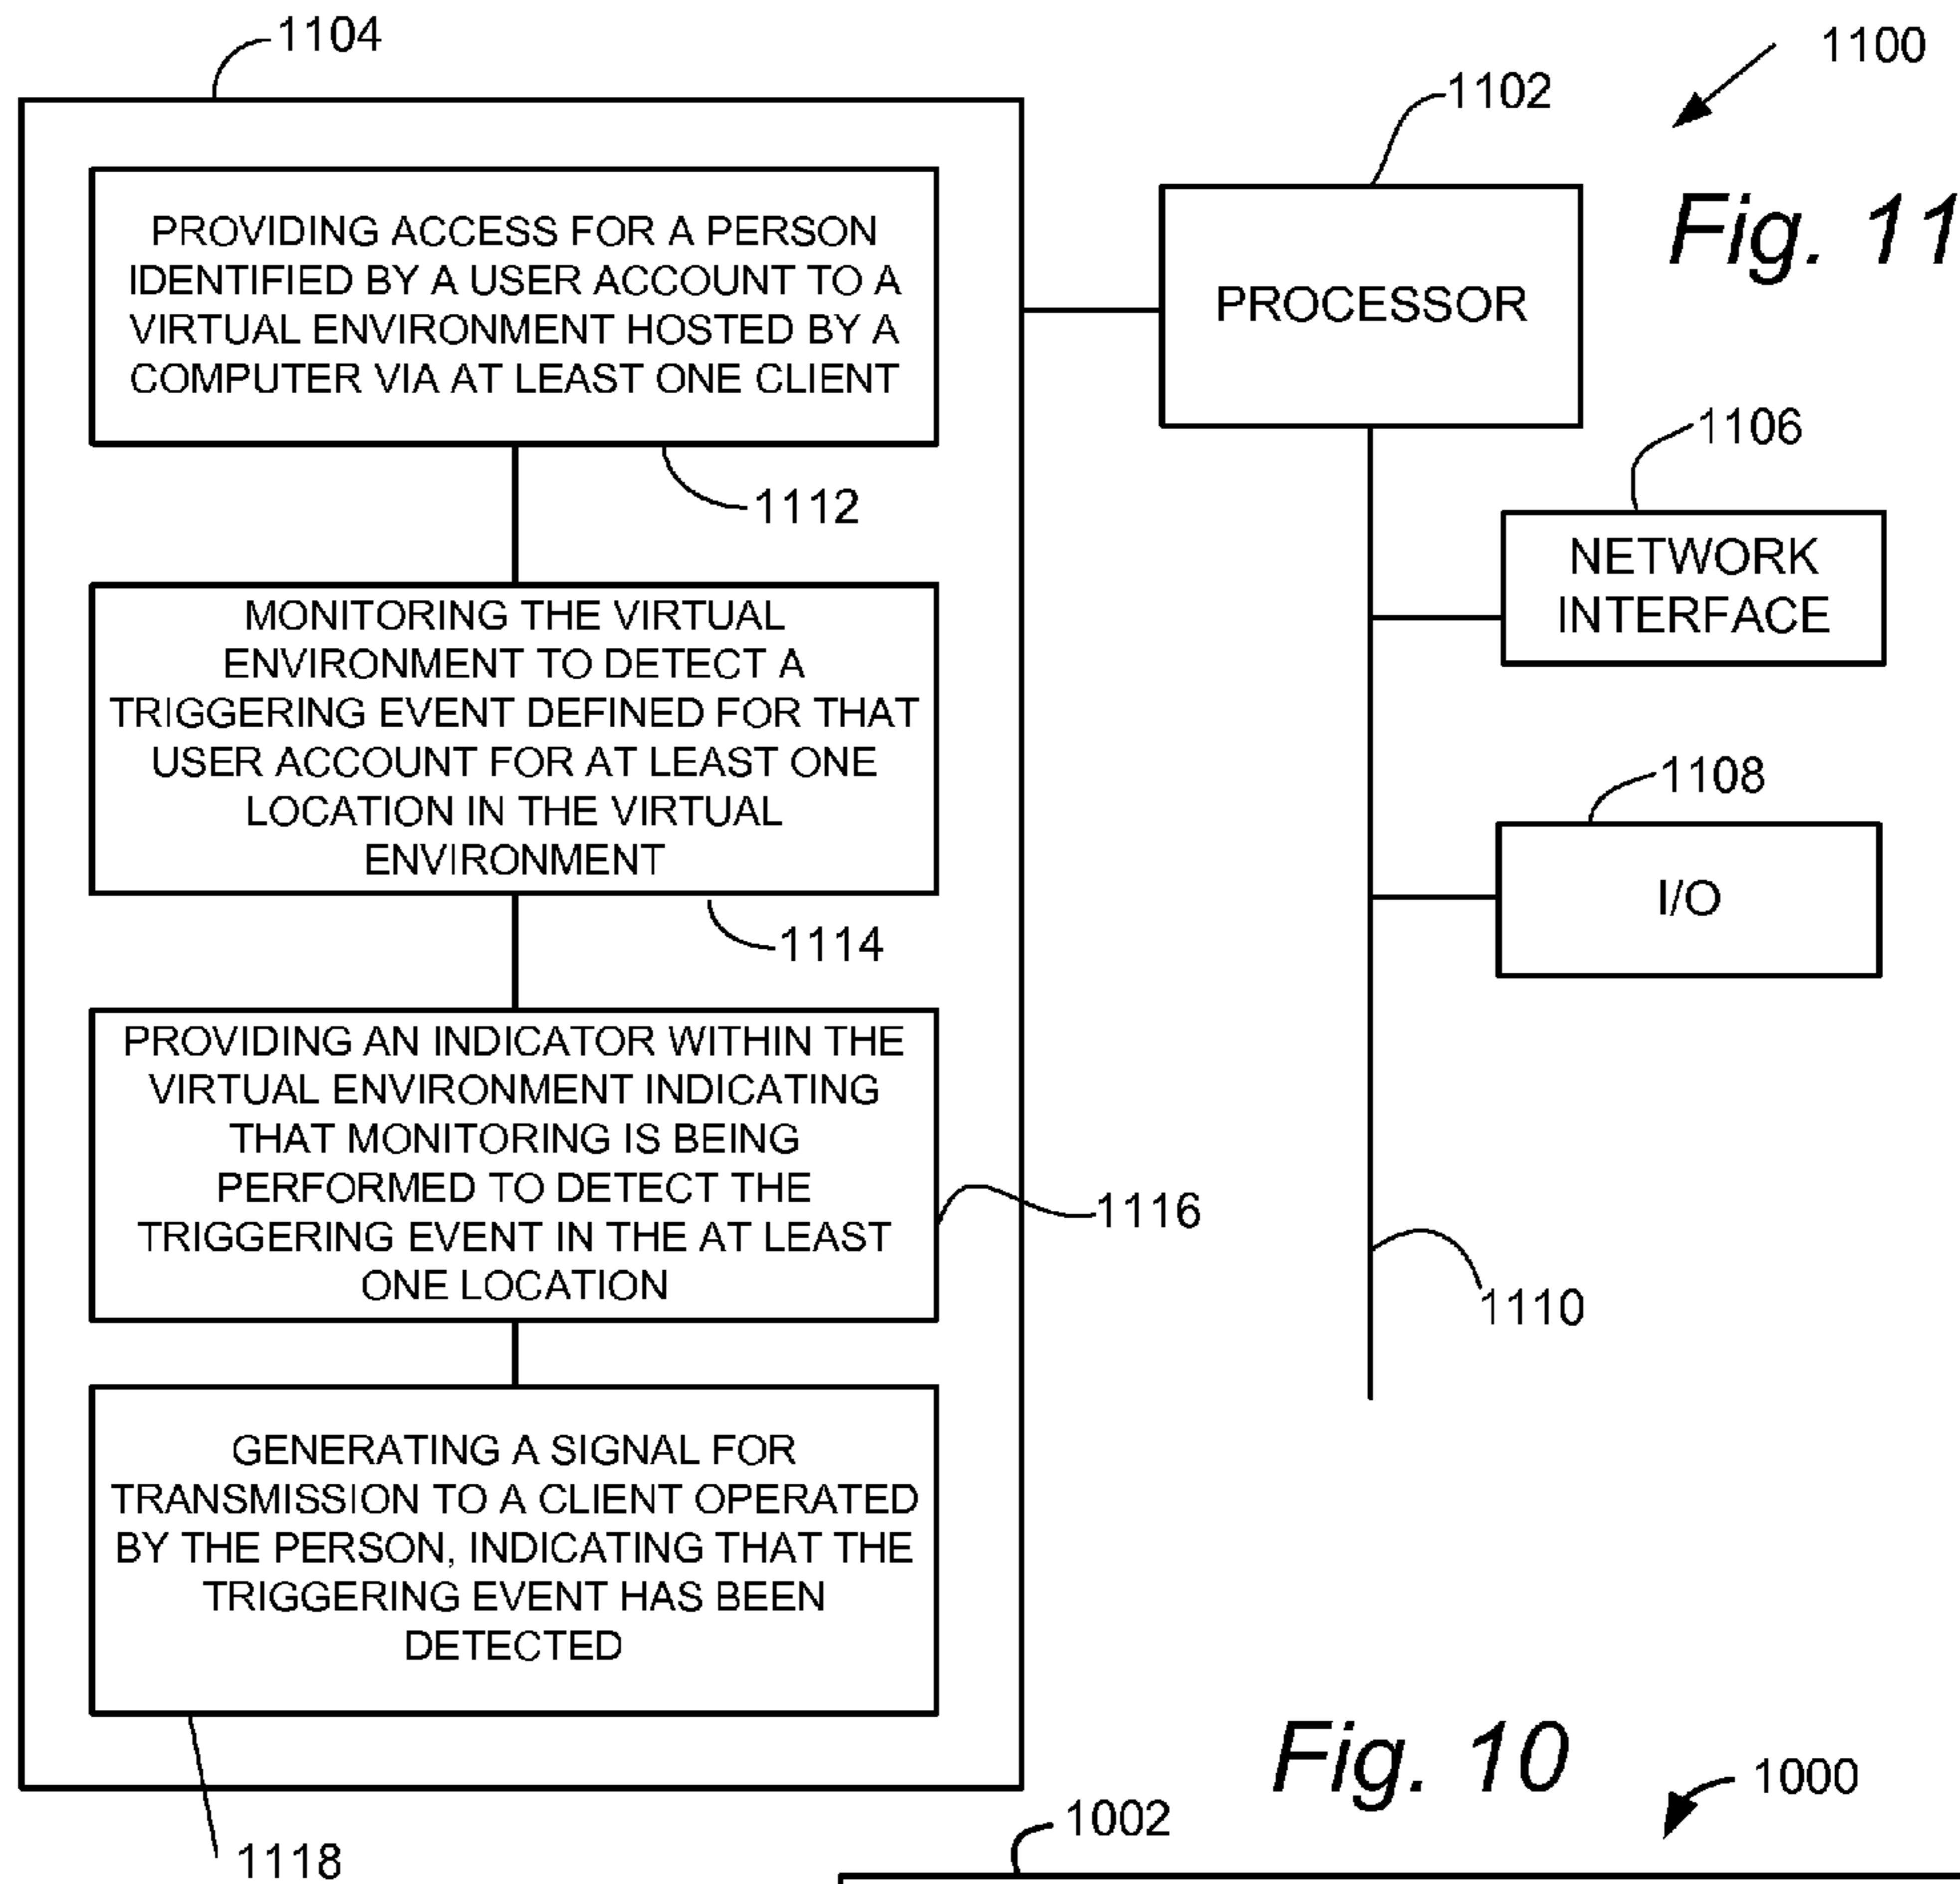 1104
1100
1102
Fig. 11
PROVIDING ACCESS FOR A PERSON
IDENTIFIED BY A USER ACCOUNT TO A
VIRTUAL ENVIRONMENT HOSTED BY A
COMPUTER VIA AT LEAST ONE CLIENT
PROCESSOR
1112
1106
NETWORK
INTERFACE
MONITORING THE VIRTUAL
ENVIRONMENT TO DETECT A
TRIGGERING EVENT DEFINED FOR THAT
USER ACCOUNT FOR AT LEAST ONE
LOCATION IN THE VIRTUAL
ENVIRONMENT
1108
I/O
1114
PROVIDING AN INDICATOR WITHIN THE
VIRTUAL ENVIRONMENT INDICATING
THAT MONITORING IS BEING
PERFORMED TO DETECT THE
TRIGGERING EVENT IN THE AT LEAST
ONE LOCATION
1116
1110
GENERATING A SIGNAL FOR
TRANSMISSION TO A CLIENT OPERATED
BY THE PERSON, INDICATING THAT THE
TRIGGERING EVENT HAS BEEN
DETECTED
1118
Fig. 10
1000
1002